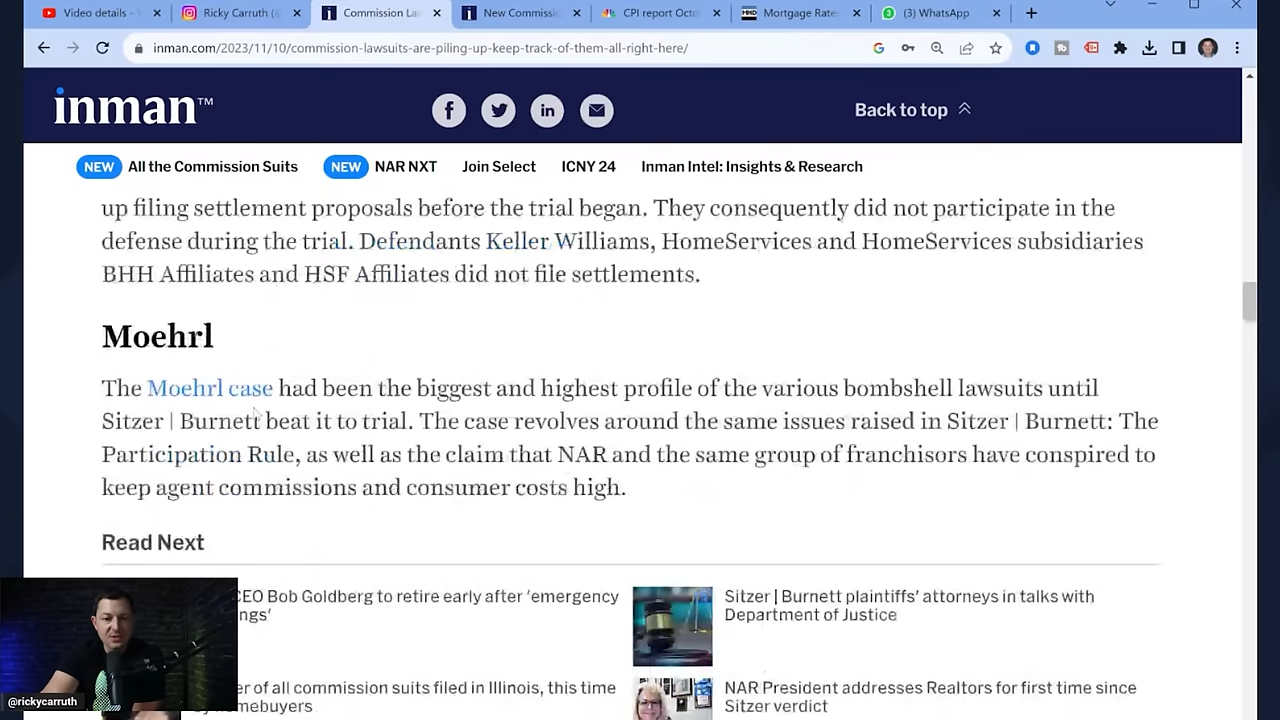 Video details -
Ricky Carruth (@
Commission La
New Commissio
CPI report Octo
Mortgage Rate
(3) WhatsApp
inman.com/2023/11/10/commission-lawsuits-are-piling-up-keep-track-of-them-all-right-here/
inman™
Back to top
NEW All the Commission Suits NEW NAR NXT Join Select ICNY 24 Inman Intel: Insights & Research
up filing settlement proposals before the trial began. They consequently did not participate in the
defense during the trial. Defendants Keller Williams, HomeServices and HomeServices subsidiaries
BHH Affiliates and HSF Affiliates did not file settlements.
Moehrl
The Moehrl case had been the biggest and highest profile of the various bombshell lawsuits until
Sitzer | Burnett beat it to trial. The case revolves around the same issues raised in Sitzer | Burnett: The
Participation Rule, as well as the claim that NAR and the same group of franchisors have conspired to
keep agent commissions and consumer costs high.
Read Next
CEO Bob Goldberg to retire early after 'emergency
ngs'
Sitzer | Burnett plaintiffs' attorneys in talks with
Department of Justice
er of all commission suits filed in Illinois, this time
by homebuyers
NAR President addresses Realtors for first time since
Sitzer verdict
@rickycarruth